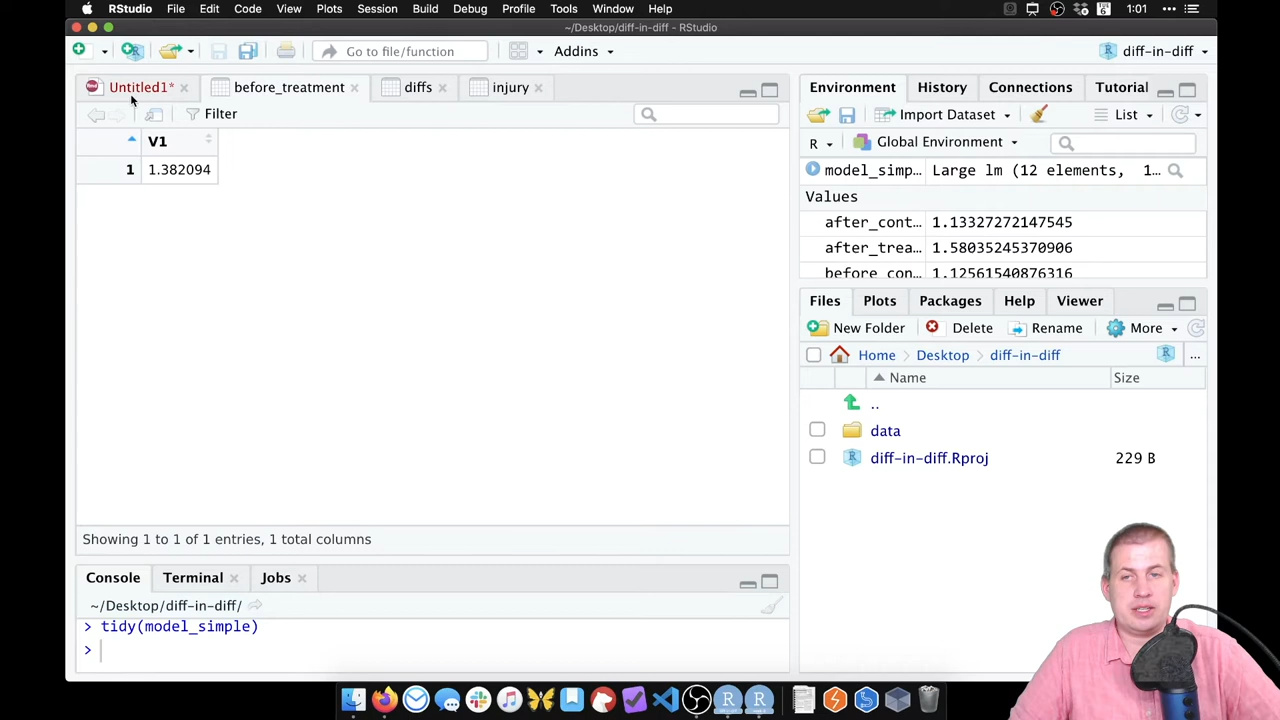 RStudio File Edit Code View Plots Session Build Debug Profile Tools Window Help 1:01
~/Desktop/diff-in-diff - RStudio
Go to file/function Addins diff-in-diff
Untitled1* before_treatment diffs injury
Filter
V1
1 1.382094
Showing 1 to 1 of 1 entries, 1 total columns
Console Terminal Jobs
~/Desktop/diff-in-diff/
> tidy(model_simple)
>
Environment History Connections Tutorial
Import Dataset List
R Global Environment
model_simp… Large lm (12 elements, 1…
Values
after_cont… 1.13327272147545
after_trea… 1.58035245370906
before_con… 1.12561540876316
Files Plots Packages Help Viewer
New Folder Delete Rename More
Home Desktop diff-in-diff ...
Name Size
..
data
diff-in-diff.Rproj 229 B